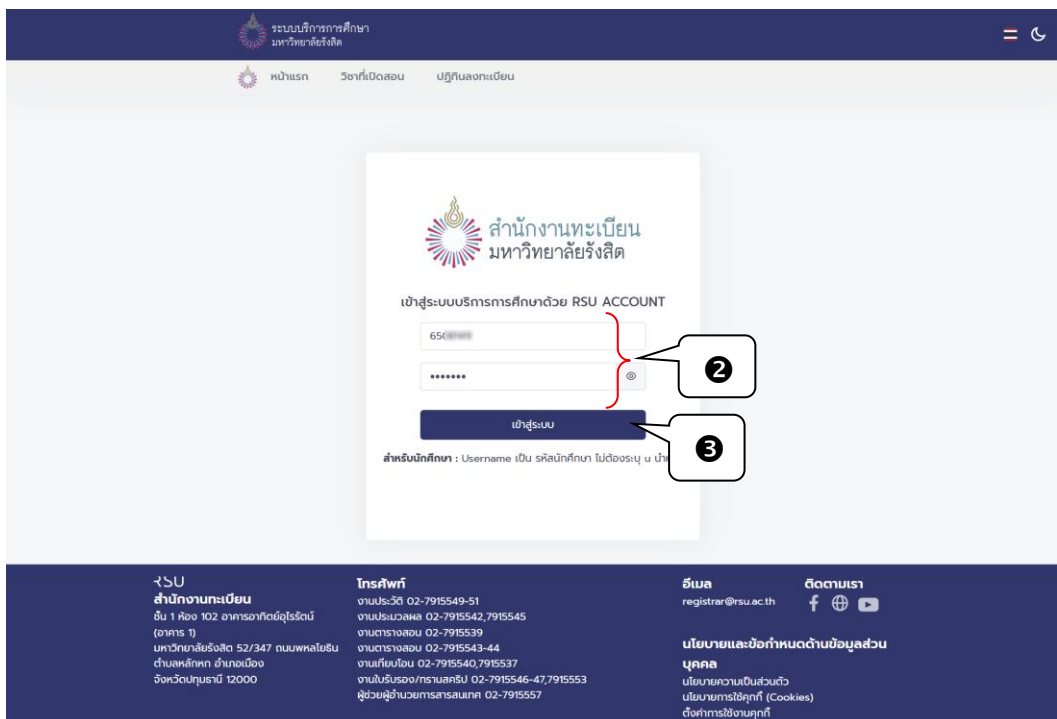 ระบบบริการการศึกษา
มหาวิทยาลัยรังสิต
หน้าแรก วิชาที่เปิดสอน ปฏิทินลงทะเบียน
สำนักงานทะเบียน
มหาวิทยาลัยรังสิต
เข้าสู่ระบบบริการการศึกษาด้วย RSU ACCOUNT
650
❷
เข้าสู่ระบบ
❸
สำหรับนักศึกษา : Username เป็น รหัสนักศึกษา ไม่ต้องระบุ u
RSU
สำนักงานทะเบียน
ชั้น 1 ห้อง 102 อาคารอาทิตย์อุไรรัตน์
(อาคาร 1)
มหาวิทยาลัยรังสิต 52/347 ถนนพหลโยธิน
ตำบลหลักหก อำเภอเมือง
จังหวัดปทุมธานี 12000
โทรศัพท์
งานประวัติ 02-7915549-51
งานประมวลผล 02-7915542,7915545
งานตารางสอน 02-7915539
งานตารางสอบ 02-7915543-44
งานเทียบโอน 02-7915540,7915537
งานใบรับรอง/ทรานสคริป 02-7915546-47,7915553
ผู้ช่วยผู้อำนวยการสารสนเทศ 02-7915557
อีเมล
registrar@rsu.ac.th
ติดตามเรา
นโยบายและข้อกำหนดด้านข้อมูลส่วน
บุคคล
นโยบายความเป็นส่วนตัว
นโยบายการใช้คุกกี้ (Cookies)
ตั้งค่าการใช้งานคุกกี้